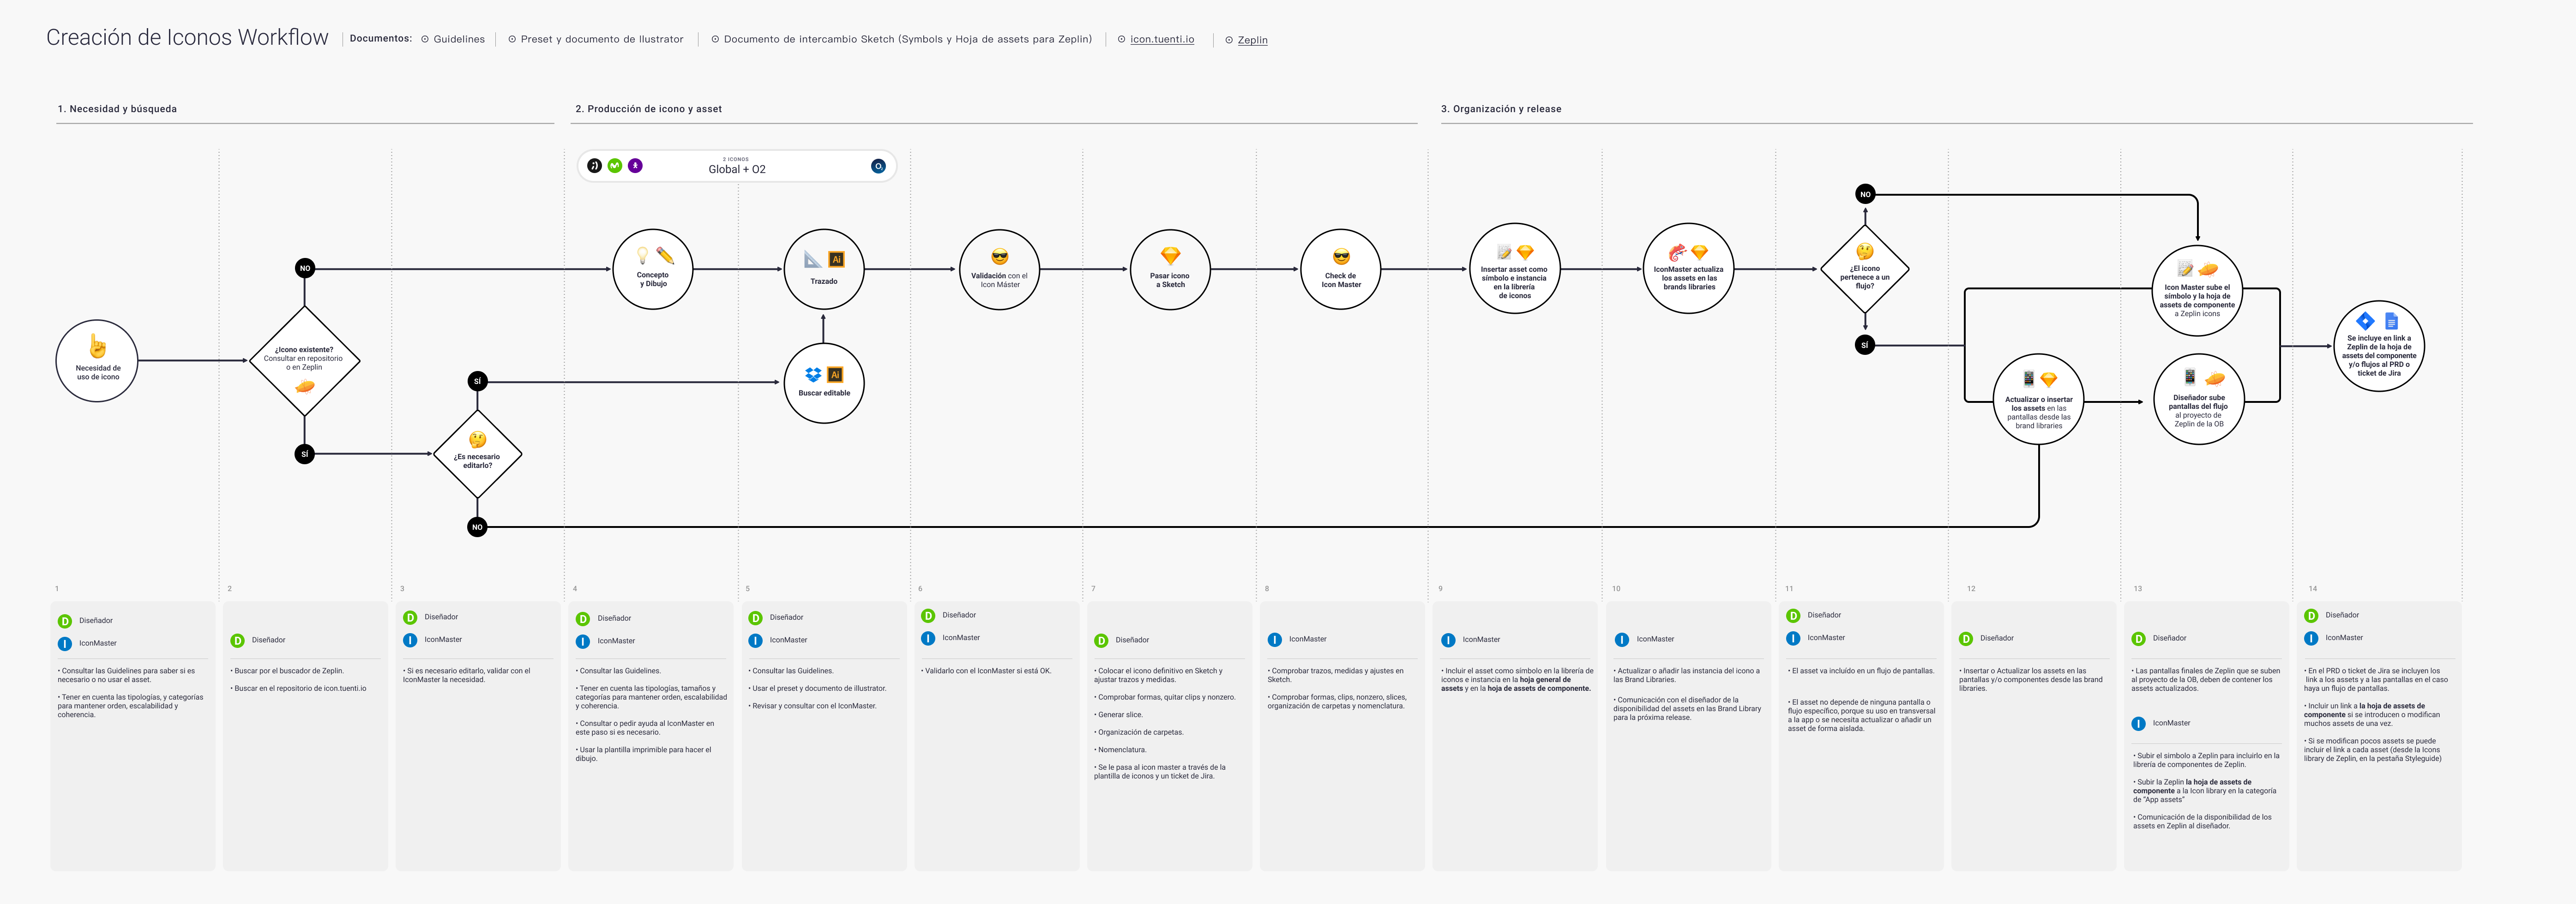 Creación de Iconos Workflow
Documentos:
Guidelines
Preset y documento de Ilustrator
Documento de intercambio Sketch (Symbols y Hoja de assets para Zeplin)
icon.tuenti.io
Zeplin
1. Necesidad y búsqueda
2. Producción de icono y asset
3. Organización y release
2 ICONOS
Global + O2
Necesidad de
uso de icono
NO
¿Icono existente?
Consultar en repositorio
o en Zeplin
SÍ
SÍ
¿Es necesario
editarlo?
NO
Concepto
y Dibujo
Ai
Trazado
Ai
Buscar editable
Validación con el
Icon Máster
Pasar icono
a Sketch
Check de
Icon Master
Insertar asset como
símbolo e instancia
en la librería
de iconos
IconMaster actualiza
los assets en las
brands libraries
NO
¿El icono
pertenece a un
flujo?
SÍ
Actualizar o insertar
los assets en las
pantallas desde las
brand libraries
Icon Master sube el
símbolo y la hoja de
assets de componente
a Zeplin icons
Diseñador sube
pantallas del flujo
al proyecto de
Zeplin de la OB
Se incluye en link a
Zeplin de la hoja de
assets del componente
y/o flujos al PRD o
ticket de Jira
1
D Diseñador
I IconMaster
• Consultar las Guidelines para saber si es
necesario o no usar el asset.
• Tener en cuenta las tipologías, y categorías
para mantener orden, escalabilidad y
coherencia.
2
D Diseñador
• Buscar por el buscador de Zeplin.
• Buscar en el repositorio de icon.tuenti.io
3
D Diseñador
I IconMaster
• Si es necesario editarlo, validar con el
IconMaster la necesidad.
4
D Diseñador
I IconMaster
• Consultar las Guidelines.
• Tener en cuenta las tipologías, tamaños y
categorías para mantener orden, escalabilidad
y coherencia.
• Consultar o pedir ayuda al IconMaster en
este paso si es necesario.
• Usar la plantilla imprimible para hacer el
dibujo.
5
D Diseñador
I IconMaster
• Consultar las Guidelines.
• Usar el preset y documento de illustrator.
• Revisar y consultar con el IconMaster.
6
D Diseñador
I IconMaster
• Validarlo con el IconMaster si está OK.
7
D Diseñador
• Colocar el icono definitivo en Sketch y
ajustar trazos y medidas.
• Comprobar formas, quitar clips y nonzero.
• Generar slice.
• Organización de carpetas.
• Nomenclatura.
• Se le pasa al icon master a través de la
plantilla de iconos y un ticket de Jira.
8
I IconMaster
• Comprobar trazos, medidas y ajustes en
Sketch.
• Comprobar formas, clips, nonzero, slices,
organización de carpetas y nomenclatura.
9
I IconMaster
• Incluir el asset como símbolo en la librería de
iconos e instancia en la hoja general de
assets y en la hoja de assets de componente.
10
I IconMaster
• Actualizar o añadir las instancia del icono a
las Brand Libraries.
• Comunicación con el diseñador de la
disponibilidad del assets en las Brand Library
para la próxima release.
11
D Diseñador
I IconMaster
• El asset va incluído en un flujo de pantallas.
• El asset no depende de ninguna pantalla o
flujo específico, porque su uso en transversal
a la app o se necesita actualizar o añadir un
asset de forma aislada.
12
D Diseñador
• Insertar o Actualizar los assets en las
pantallas y/o componentes desde las brand
libraries.
13
D Diseñador
• Las pantallas finales de Zeplin que se suben
al proyecto de la OB, deben de contener los
assets actualizados.
I IconMaster
• Subir el símbolo a Zeplin para incluirlo en la
librería de componentes de Zeplin.
• Subir la Zeplin la hoja de assets de
componente a la Icon library en la categoría
de "App assets"
• Comunicación de la disponibilidad de los
assets en Zeplin al diseñador.
14
D Diseñador
I IconMaster
• En el PRD o ticket de Jira se incluyen los
link a los assets y a las pantallas en el caso
haya un flujo de pantallas.
• Incluir un link a la hoja de assets de
componente si se introducen o modifican
muchos assets de una vez.
• Si se modifican pocos assets se puede
incluir el link a cada asset (desde la Icons
library de Zeplin, en la pestaña Styleguide)